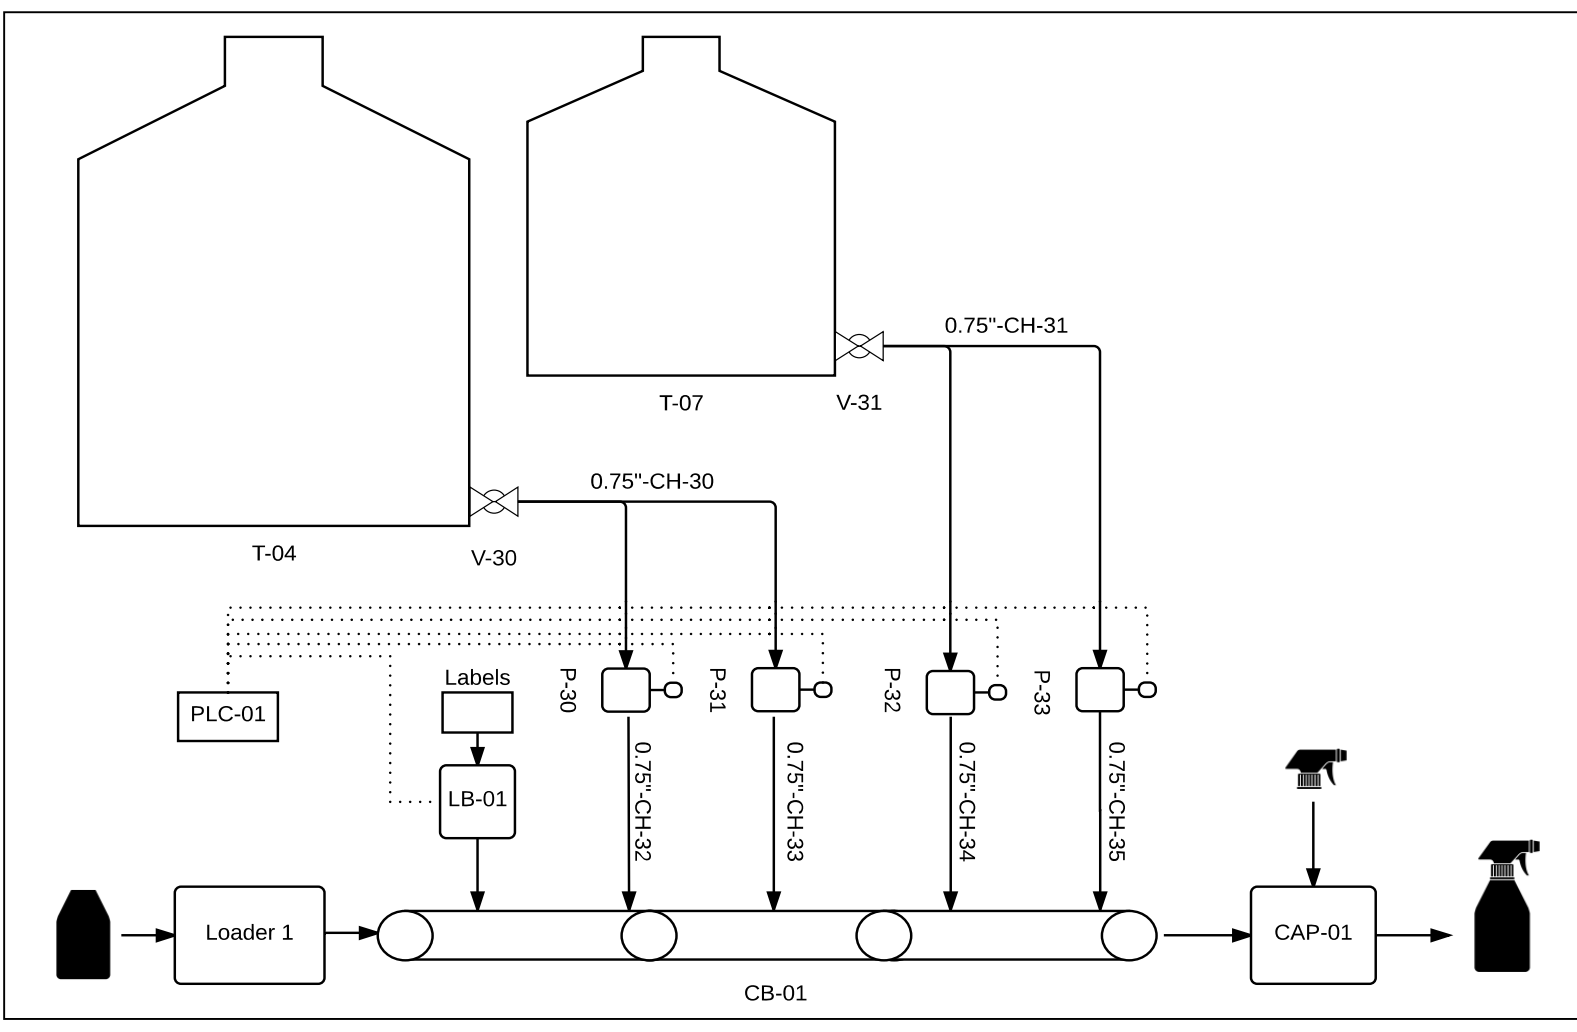 0.75"-CH-31
T-07
V-31
0.75"-CH-30
T-04
V-30
Labels
P-30
P-31
P-32
P-33
PLC-01
LB-01
0.75"-CH-32
0.75"-CH-33
0.75"-CH-34
0.75"-CH-35
Loader 1
CAP-01
CB-01